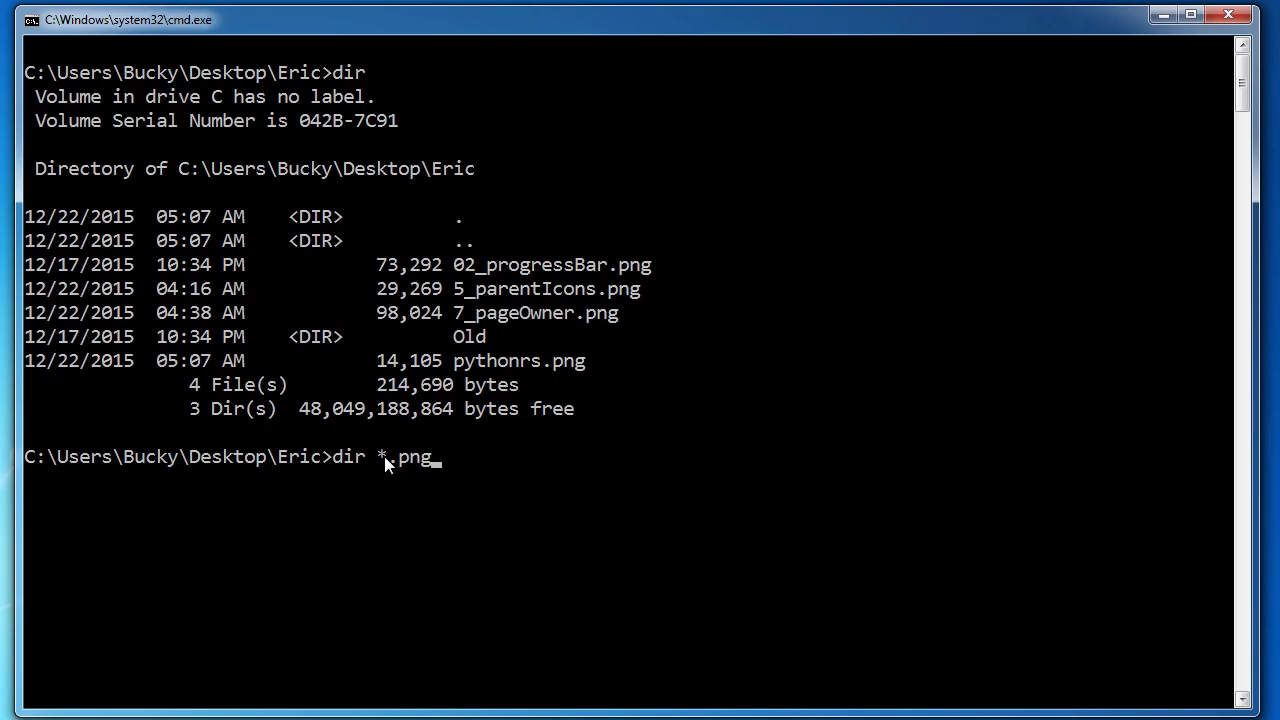 C:\Windows\system32\cmd.exe
C:\Users\Bucky\Desktop\Eric>dir
Volume in drive C has no label.
Volume Serial Number is 042B-7C91
Directory of C:\Users\Bucky\Desktop\Eric
12/22/2015  05:07 AM    <DIR>          .
12/22/2015  05:07 AM    <DIR>          ..
12/17/2015  10:34 PM            73,292 02_progressBar.png
12/22/2015  04:16 AM            29,269 5_parentIcons.png
12/22/2015  04:38 AM            98,024 7_pageOwner.png
12/17/2015  10:34 PM    <DIR>          Old
12/22/2015  05:07 AM            14,105 pythonrs.png
4 File(s)        214,690 bytes
3 Dir(s)  48,049,188,864 bytes free
C:\Users\Bucky\Desktop\Eric>dir *.png